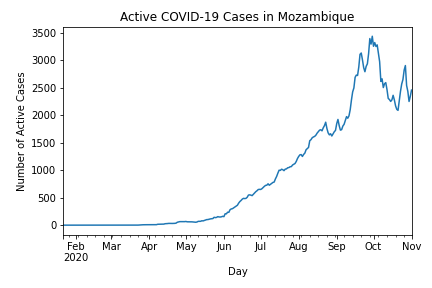 Active COVID-19 Cases in Mozambique
Number of Active Cases
3500
3000
2500
2000
1500
1000
500
0
Feb Mar Apr May Jun Jul Aug Sep Oct Nov
2020
Day